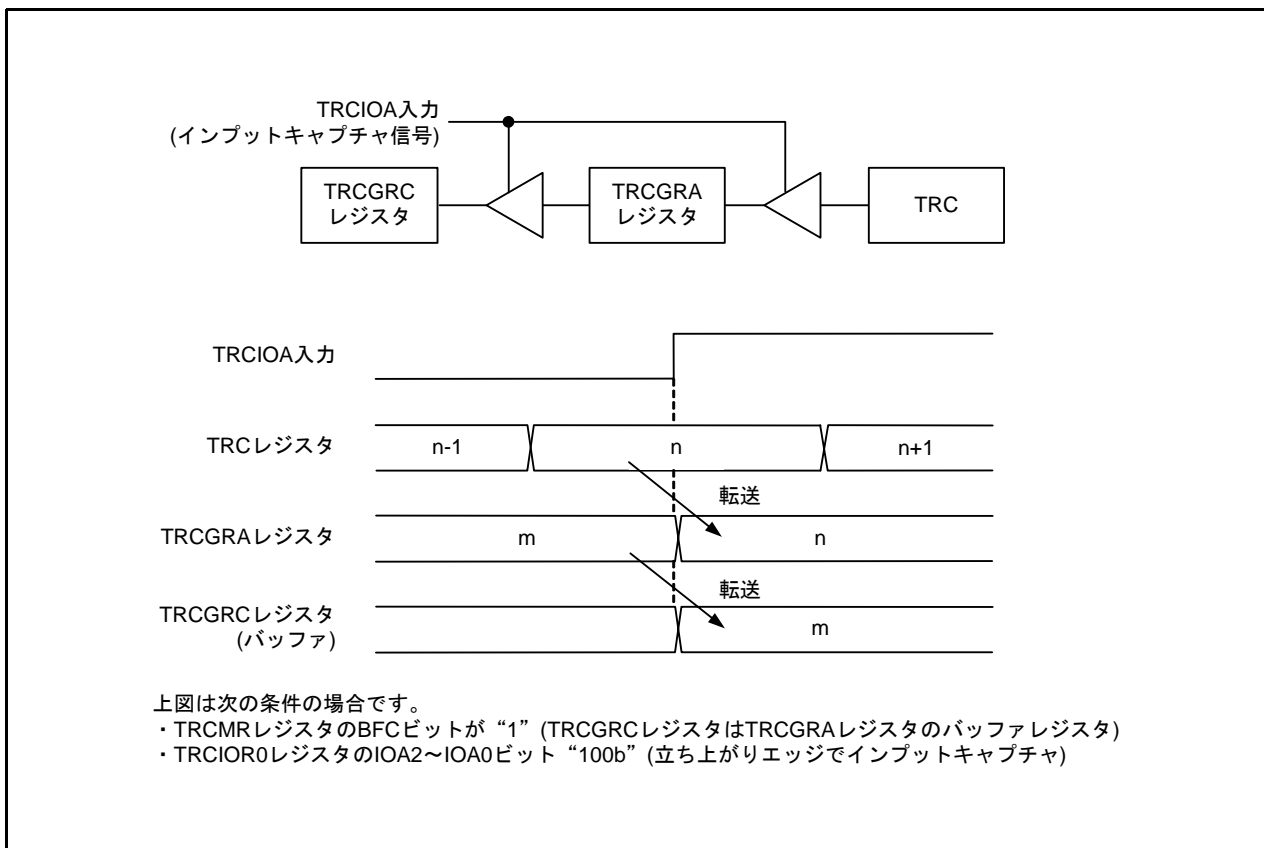 TRCIOA入力
(インプットキャプチャ信号)
TRCGRC
レジスタ
TRCGRA
レジスタ
TRC
TRCIOA入力
TRCレジスタ
n-1
n
n+1
転送
TRCGRAレジスタ
m
n
転送
TRCGRCレジスタ
(バッファ)
m
上図は次の条件の場合です。
・TRCMRレジスタのBFCビットが“1” (TRCGRCレジスタはTRCGRAレジスタのバッファレジスタ)
・TRCIOR0レジスタのIOA2～IOA0ビット“100b” (立ち上がりエッジでインプットキャプチャ)